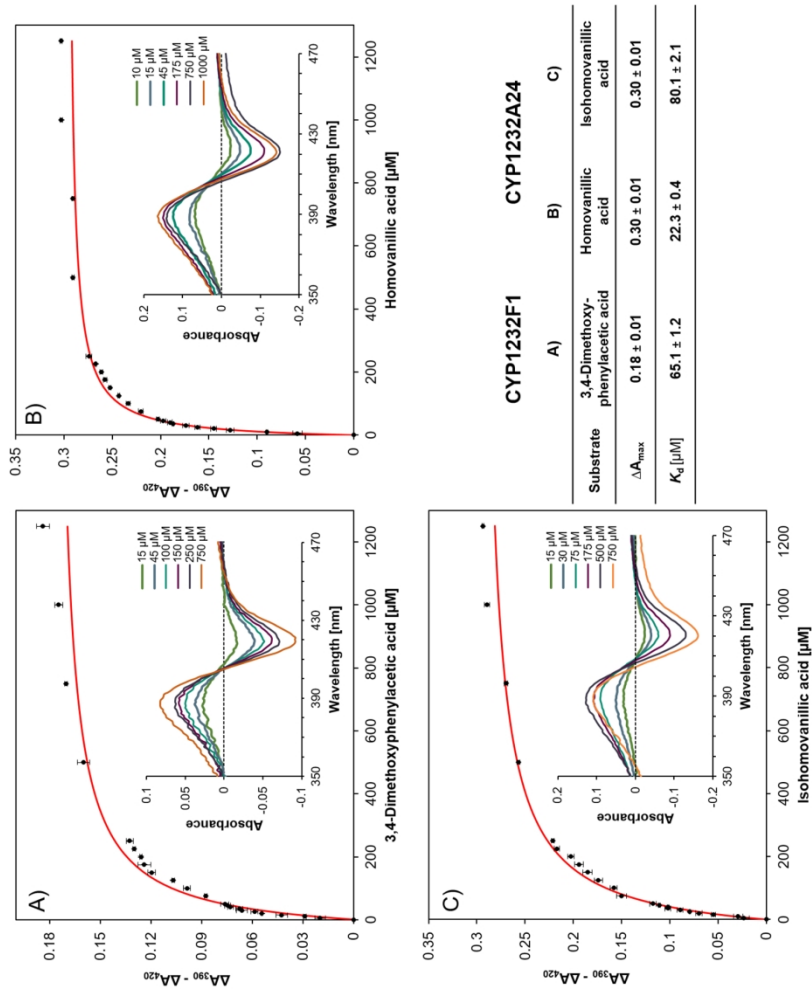 A)
ΔA390 - ΔA420
0.18
0.15
0.12
0.09
0.06
0.03
0
0 200 400 600 800 1000 1200
3,4-Dimethoxyphenylacetic acid [µM]
Absorbance
0.1
0.05
0
-0.05
-0.1
350 390 430 470
Wavelength [nm]
15 µM
45 µM
100 µM
150 µM
250 µM
750 µM
B)
ΔA390 - ΔA420
0.35
0.3
0.25
0.2
0.15
0.1
0.05
0
0 200 400 600 800 1000 1200
Homovanillic acid [µM]
Absorbance
0.2
0.1
0
-0.1
-0.2
350 390 430 470
Wavelength [nm]
10 µM
15 µM
45 µM
175 µM
750 µM
1000 µM
C)
ΔA390 - ΔA420
0.35
0.3
0.25
0.2
0.15
0.1
0.05
0
0 200 400 600 800 1000 1200
Isohomovanillic acid [µM]
Absorbance
0.2
0.1
0
-0.1
-0.2
350 390 430 470
Wavelength [nm]
15 µM
30 µM
75 µM
175 µM
500 µM
750 µM
CYP1232F1 CYP1232A24
A) B) C)
Substrate 3,4-Dimethoxy- Homovanillic Isohomovanillic
phenylacetic acid acid acid
ΔAmax 0.18 ± 0.01 0.30 ± 0.01 0.30 ± 0.01
Kd [µM] 65.1 ± 1.2 22.3 ± 0.4 80.1 ± 2.1